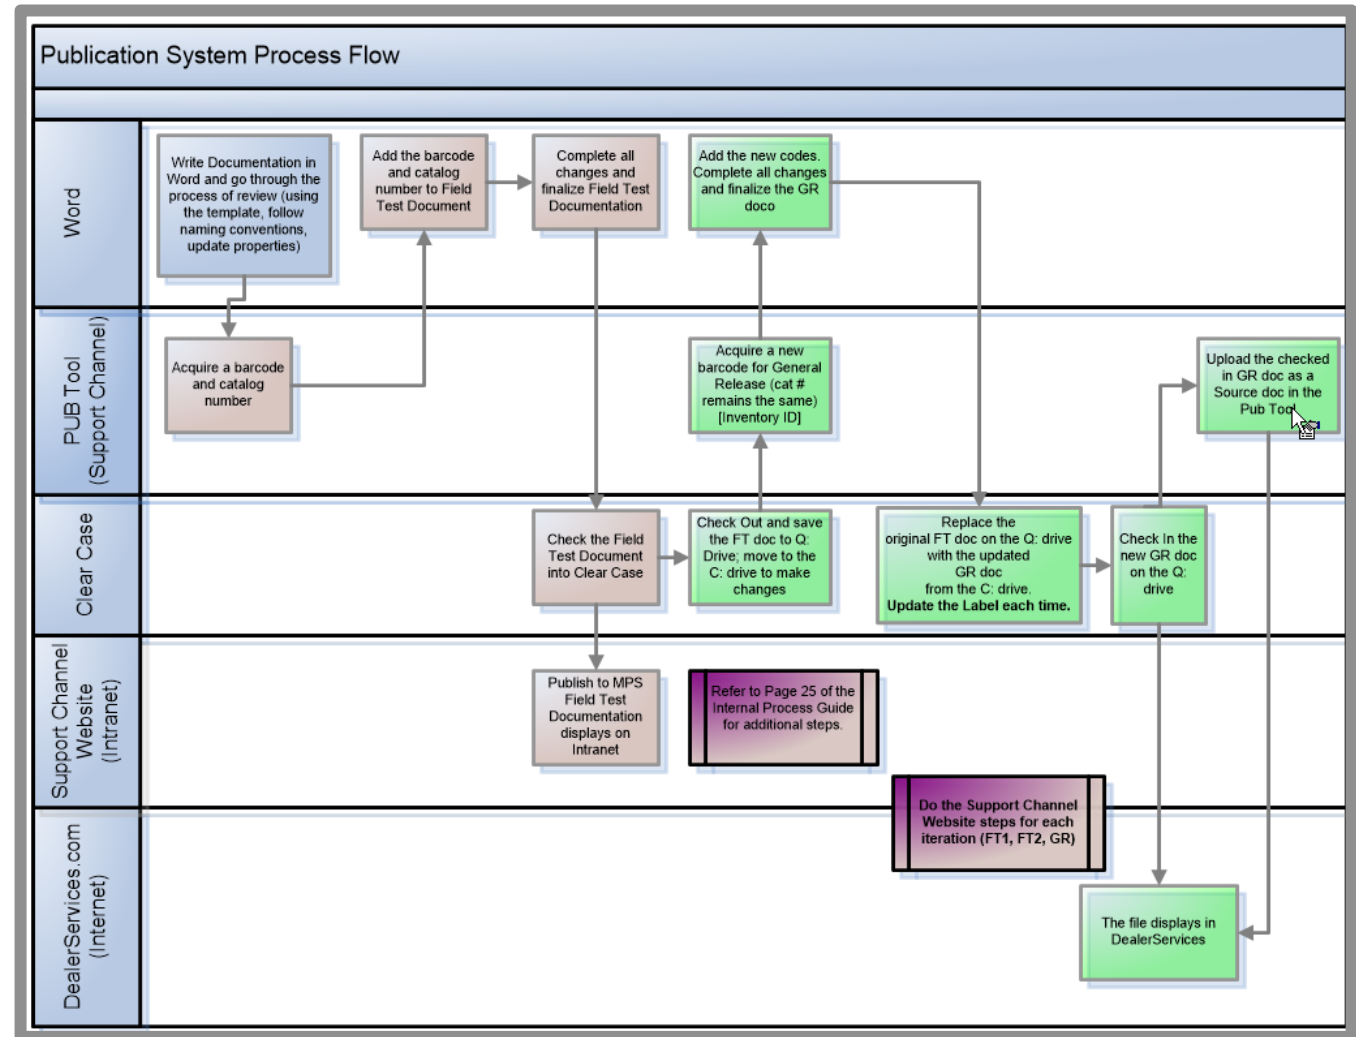 Publication System Process Flow
Word
Write Documentation in
Word and go through the
process of review (using
the template, follow
naming conventions,
update properties)
Add the barcode
and catalog
number to Field
Test Document
Complete all
changes and
finalize Field Test
Documentation
Add the new codes.
Complete all changes
and finalize the GR
doco
PUB Tool
(Support Channel)
Acquire a barcode
and catalog
number
Acquire a new
barcode for General
Release (cat #
remains the same)
[Inventory ID]
Upload the checked
in GR doc as a
Source doc in the
Pub Tool
Clear Case
Check the Field
Test Document
into Clear Case
Check Out and save
the FT doc to Q:
Drive; move to the
C: drive to make
changes
Replace the
original FT doc on the Q: drive
with the updated
GR doc
from the C: drive.
Update the Label each time.
Check In the
new GR doc
on the Q:
drive
Support Channel
Website
(Intranet)
Publish to MPS
Field Test
Documentation
displays on
Intranet
Refer to Page 25 of the
Internal Process Guide
for additional steps.
Do the Support Channel
Website steps for each
iteration (FT1, FT2, GR)
DealerServices.com
(Internet)
The file displays in
DealerServices